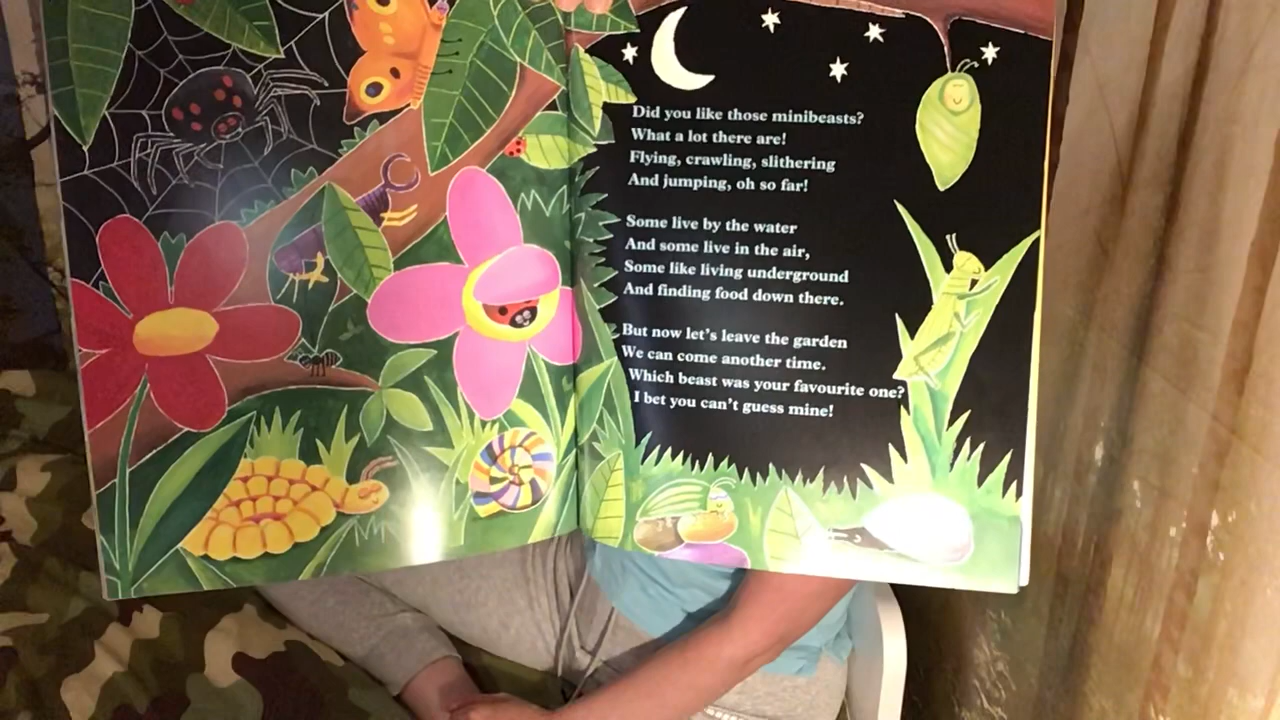 Did you like those minibeasts?
What a lot there are!
Flying, crawling, slithering
And jumping, oh so far!
Some live by the water
And some live in the air,
Some like living underground
And finding food down there.
But now let's leave the garden
We can come another time.
Which beast was your favourite one?
I bet you can't guess mine!